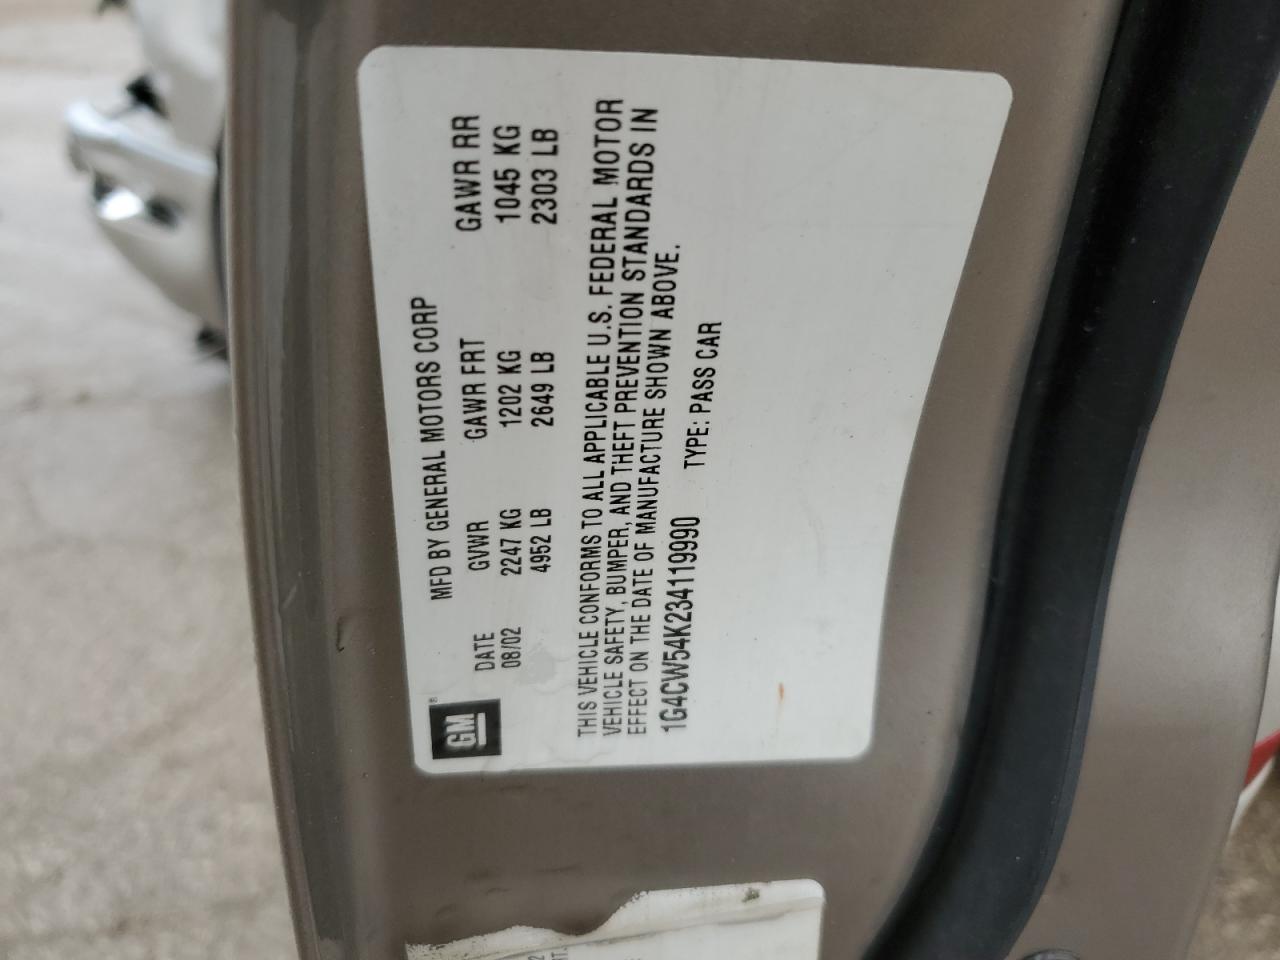 GM®
MFD BY GENERAL MOTORS CORP
DATE GVWR GAWR FRT GAWR RR
08/02 2247 KG 1202 KG 1045 KG
4952 LB 2649 LB 2303 LB
THIS VEHICLE CONFORMS TO ALL APPLICABLE U.S. FEDERAL MOTOR
VEHICLE SAFETY, BUMPER, AND THEFT PREVENTION STANDARDS IN
EFFECT ON THE DATE OF MANUFACTURE SHOWN ABOVE.
1G4CW54K234119990 TYPE: PASS CAR